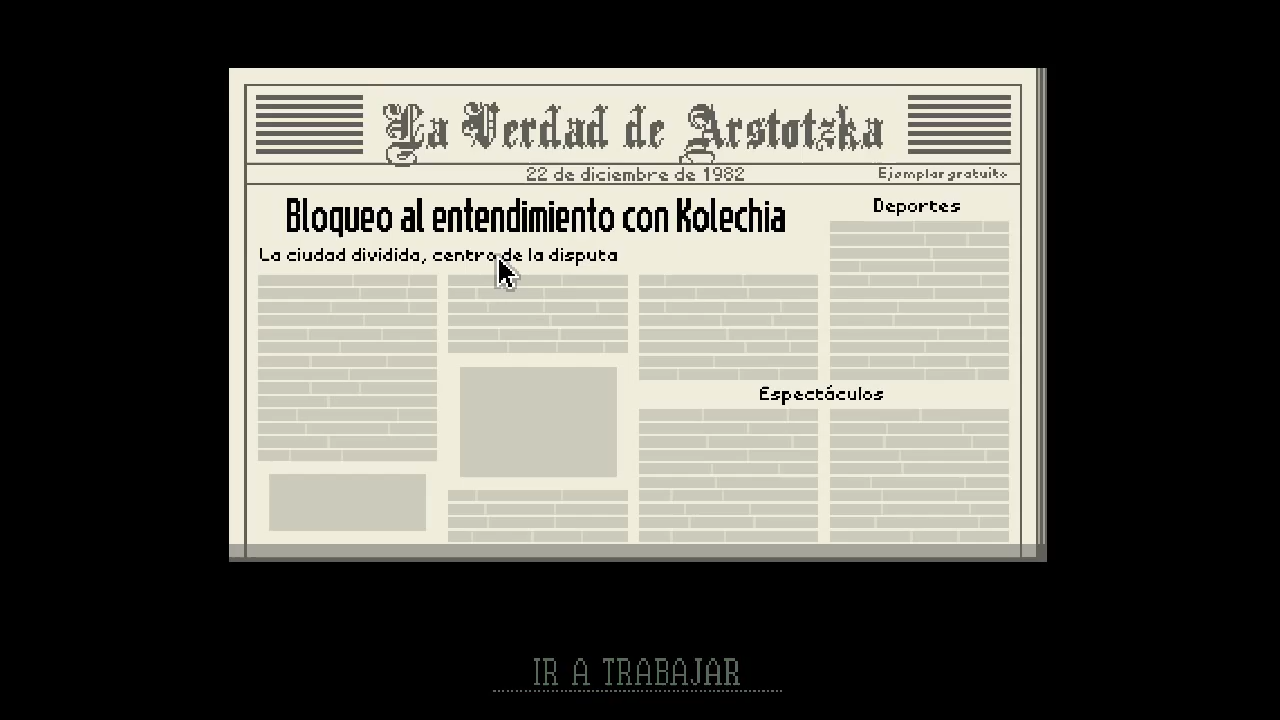 La Verdad de Arstotzka
22 de diciembre de 1982
Ejemplar gratuito
Bloqueo al entendimiento con Kolechia
La ciudad dividida, centro de la disputa
Deportes
Espectáculos
IR A TRABAJAR